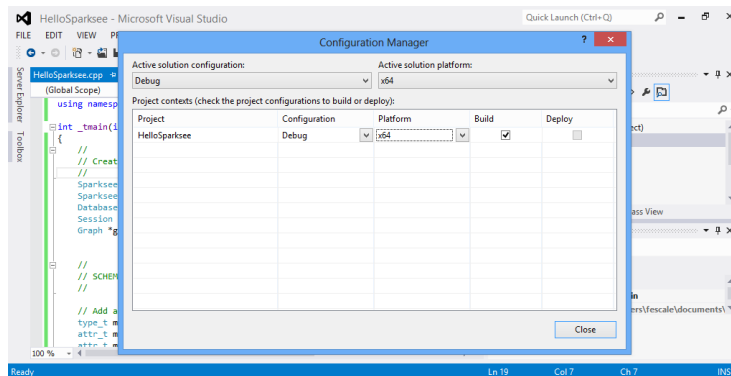 HelloSparksee - Microsoft Visual Studio
Quick Launch (Ctrl+Q)
FILE EDIT VIEW
Configuration Manager
? ×
Active solution configuration:
Active solution platform:
Debug
x64
Project contexts (check the project configurations to build or deploy):
Project Configuration Platform Build Deploy
HelloSparksee Debug x64
Close
Server Explorer
Toolbox
HelloSparksee.cpp
(Global Scope)
using namesp
int _tmain(i
{
//
// Creat
//
Sparksee
Sparksee
Database
Session
Graph *g
//
// SCHEM
//
// Add a
type_t m
attr_t m
attr_t m
100 %
ect)
ass View
in
ers\fescale\documents\
Ready
Ln 19 Col 7 Ch 7 INS